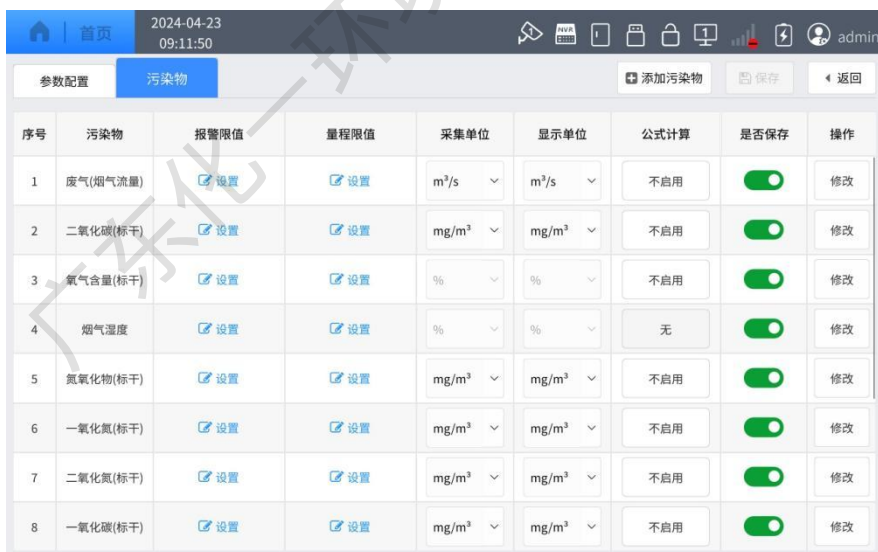 首页
2024-04-23
09:11:50
NVR
1
admin
参数配置
污染物
添加污染物
保存
返回
序号 污染物 报警限值 量程限值 采集单位 显示单位 公式计算 是否保存 操作
1 废气(烟气流量) 设置 设置 m³/s m³/s 不启用 修改
2 二氧化碳(标干) 设置 设置 mg/m³ mg/m³ 不启用 修改
3 氧气含量(标干) 设置 设置 % % 不启用 修改
4 烟气湿度 设置 设置 % % 无 修改
5 氮氧化物(标干) 设置 设置 mg/m³ mg/m³ 不启用 修改
6 一氧化氮(标干) 设置 设置 mg/m³ mg/m³ 不启用 修改
7 二氧化氮(标干) 设置 设置 mg/m³ mg/m³ 不启用 修改
8 一氧化碳(标干) 设置 设置 mg/m³ mg/m³ 不启用 修改
广东化一环